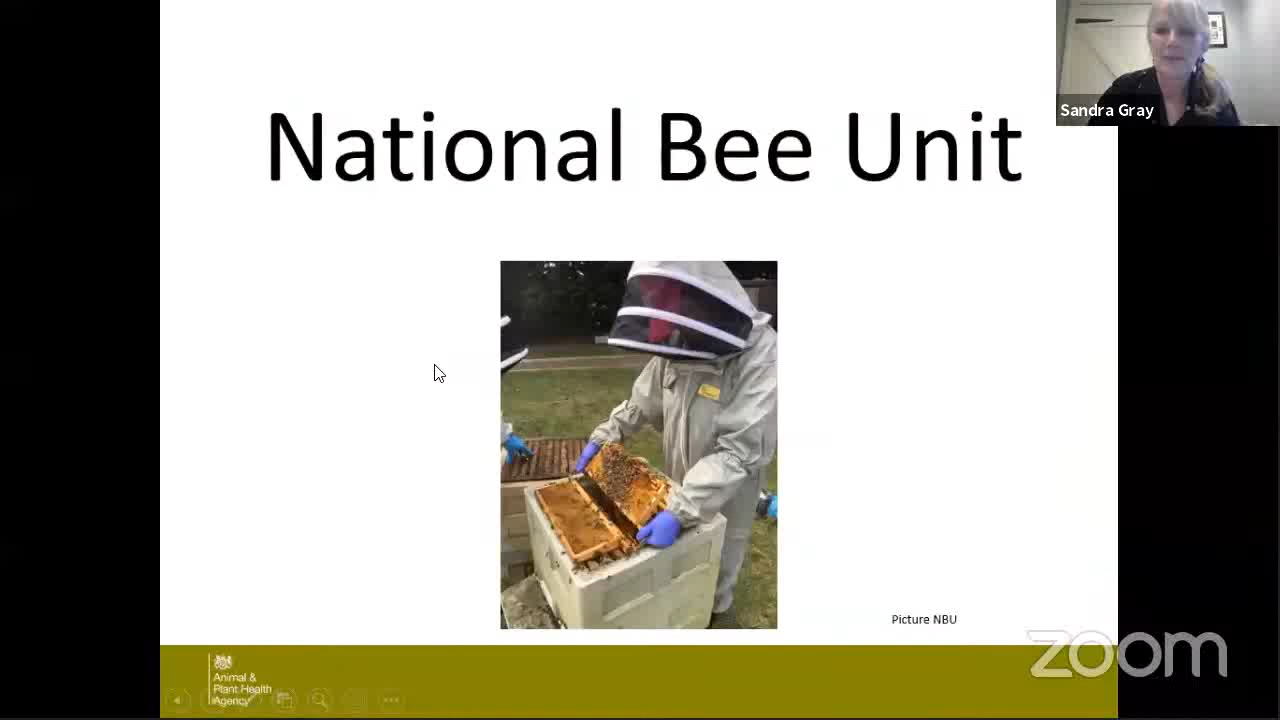 National Bee Unit
Sandra Gray
Picture NBU
zoom
Animal &
Plant Health
Agency